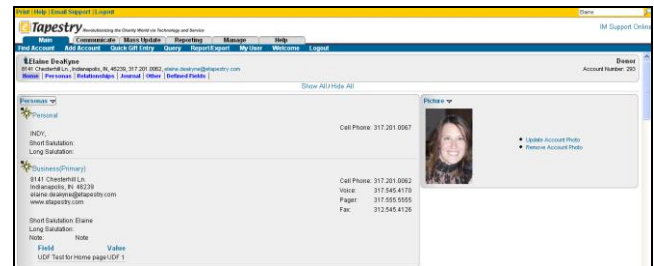 Print | Help | Email Support | Logout
Elaine
Tapestry Revolutionizing the Charity World via Technology and Service
IM Support Online
Main Communicate Mass Update Reporting Manage Help
Find Account Add Account Quick Gift Entry Query Report/Export My User Welcome Logout
Elaine DeaKyne
Donor
9141 Chesterhill Ln., Indianapolis, IN, 46239, 317.201.0062, elaine.deakyne@etapestry.com
Account Number: 293
Home | Personas | Relationships | Journal | Other | Defined Fields |
Show All | Hide All
Personas
Picture
Personal
Cell Phone: 317.201.0067
INDY,
Short Salutation:
Long Salutation:
Update Account Photo
Remove Account Photo
Business(Primary)
9141 Chesterhill Ln.
Cell Phone: 317.201.0062
Indianapolis, IN 46239
Voice: 317.545.4170
elaine.deakyne@etapestry.com
Pager: 317.555.5555
www.etapestry.com
Fax: 312.545.4126
Short Salutation: Elaine
Long Salutation:
Note: Note
Field Value
UDF Test for Home page UDF 1